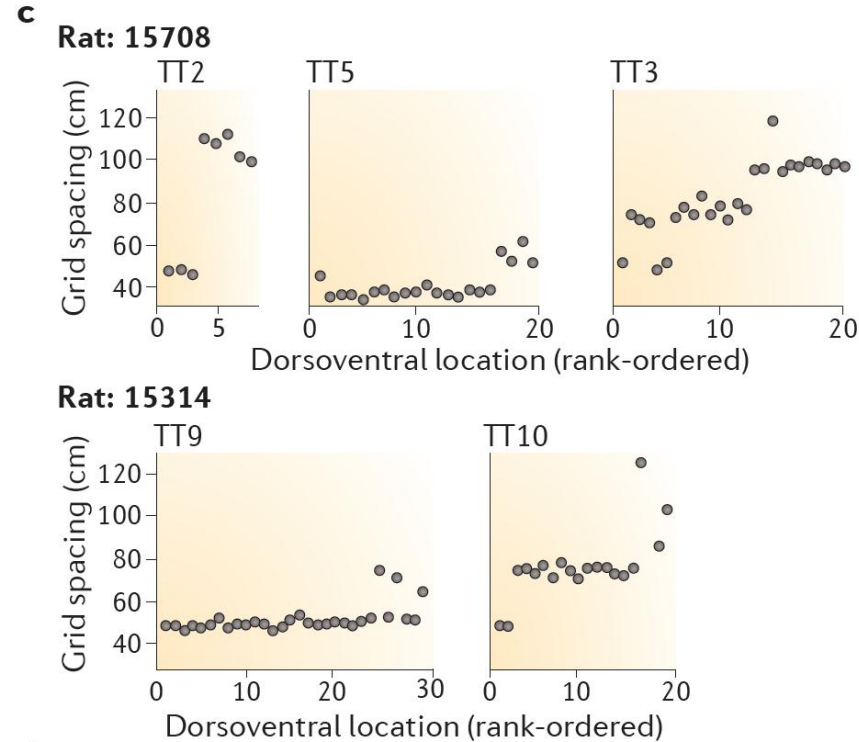 c
Rat: 15708
TT2 TT5 TT3
Grid spacing (cm)
120
100
80
60
40
0 5 0 10 20 0 10 20
Dorsoventral location (rank-ordered)
Rat: 15314
TT9 TT10
Grid spacing (cm)
120
100
80
60
40
0 10 20 30 0 10 20
Dorsoventral location (rank-ordered)